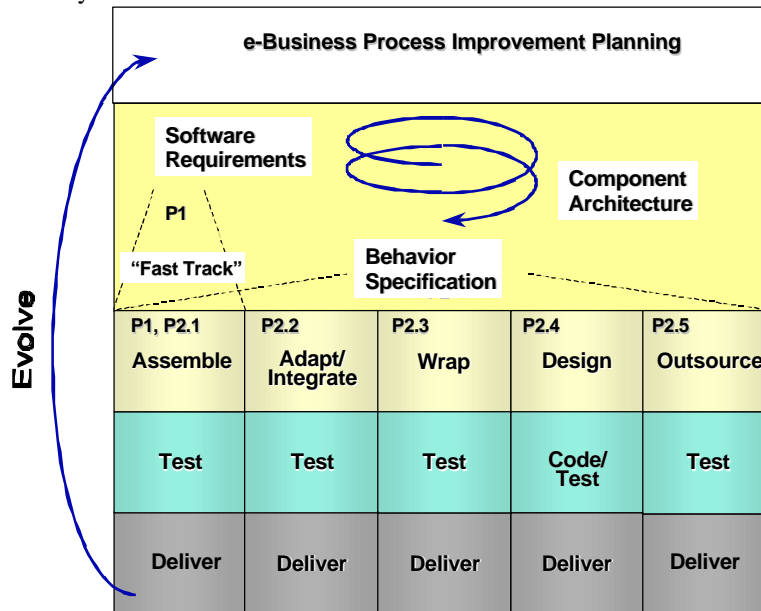 e-Business Process Improvement Planning
Software
Requirements
Component
Architecture
P1
"Fast Track"
Behavior
Specification
Evolve
P1, P2.1
Assemble
P2.2
Adapt/
Integrate
P2.3
Wrap
P2.4
Design
P2.5
Outsource
Test
Test
Test
Code/
Test
Test
Deliver
Deliver
Deliver
Deliver
Deliver